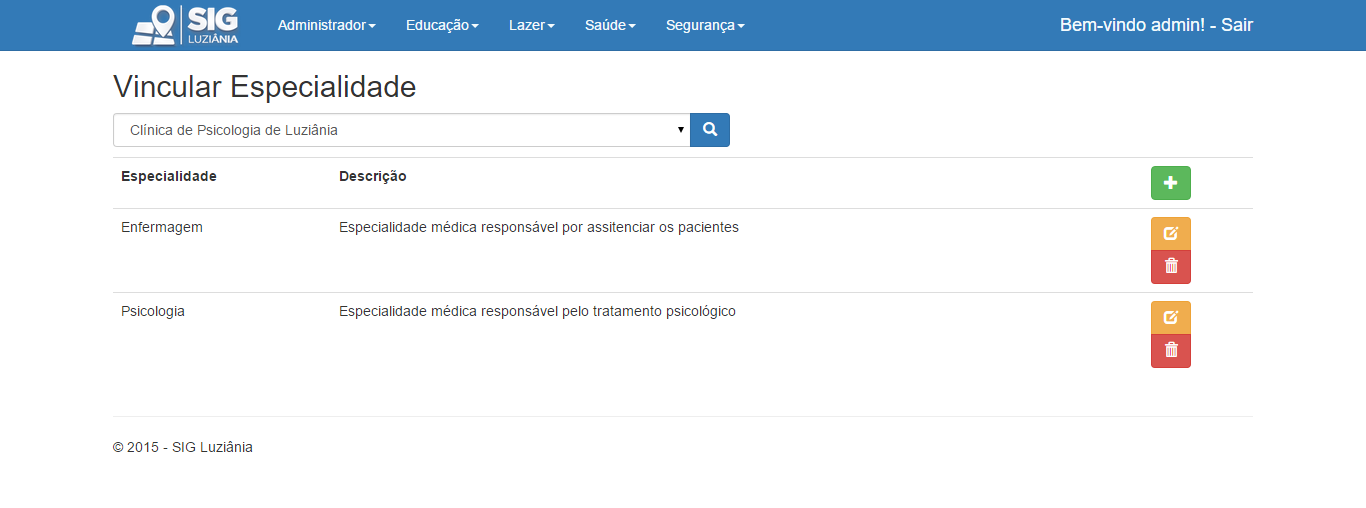 SIG LUZIÂNIA
Administrador Educação Lazer Saúde Segurança Bem-vindo admin! - Sair
Vincular Especialidade
Clínica de Psicologia de Luziânia
Especialidade Descrição
Enfermagem Especialidade médica responsável por assitenciar os pacientes
Psicologia Especialidade médica responsável pelo tratamento psicológico
© 2015 - SIG Luziânia